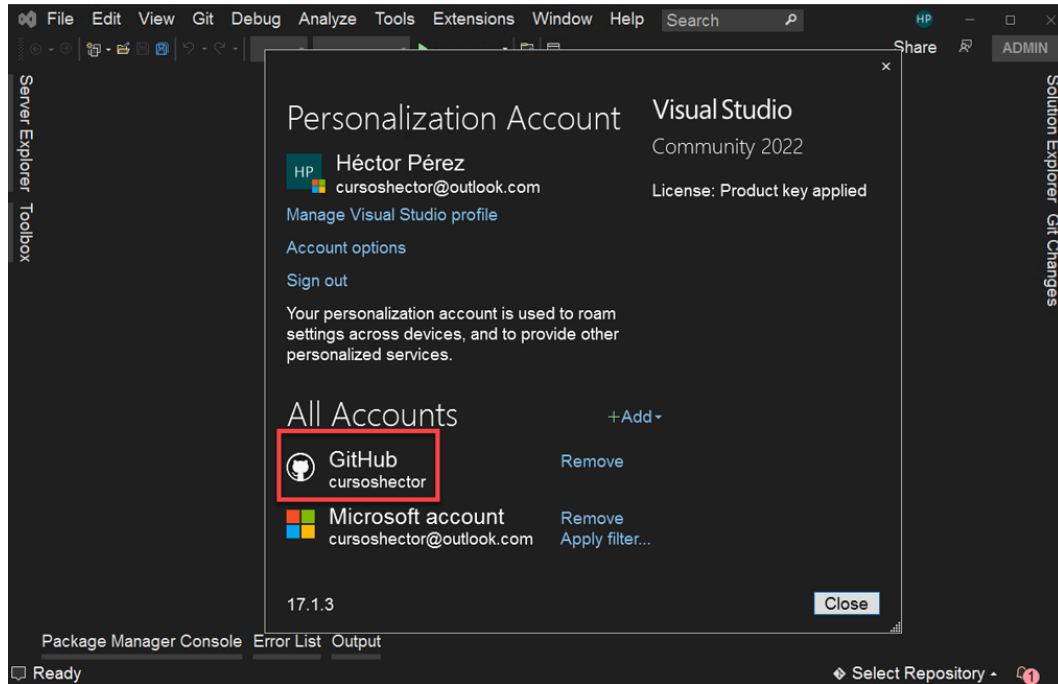 File Edit View Git Debug Analyze Tools Extensions Window Help Search HP
Share ADMIN
Server Explorer
Toolbox
Personalization Account
HP
Héctor Pérez
cursoshector@outlook.com
Manage Visual Studio profile
Account options
Sign out
Your personalization account is used to roam
settings across devices, and to provide other
personalized services.
Visual Studio
Community 2022
License: Product key applied
All Accounts
+Add
GitHub
cursoshector
Remove
Microsoft account
cursoshector@outlook.com
Remove
Apply filter...
17.1.3
Close
Solution Explorer
Git Changes
Package Manager Console Error List Output
Ready
Select Repository
1